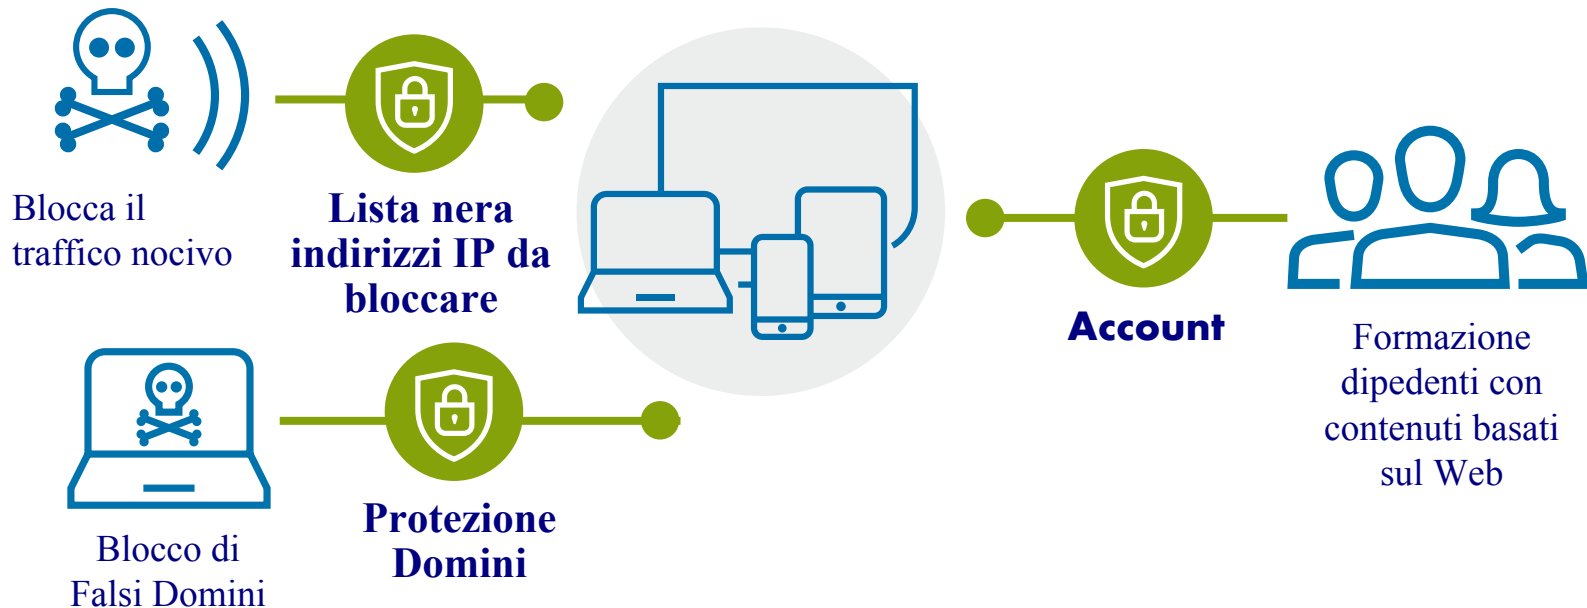 Blocca il
traffico nocivo
Lista nera
indirizzi IP da
bloccare
Account
Formazione
dipedenti con
contenuti basati
sul Web
Blocco di
Falsi Domini
Protezione
Domini